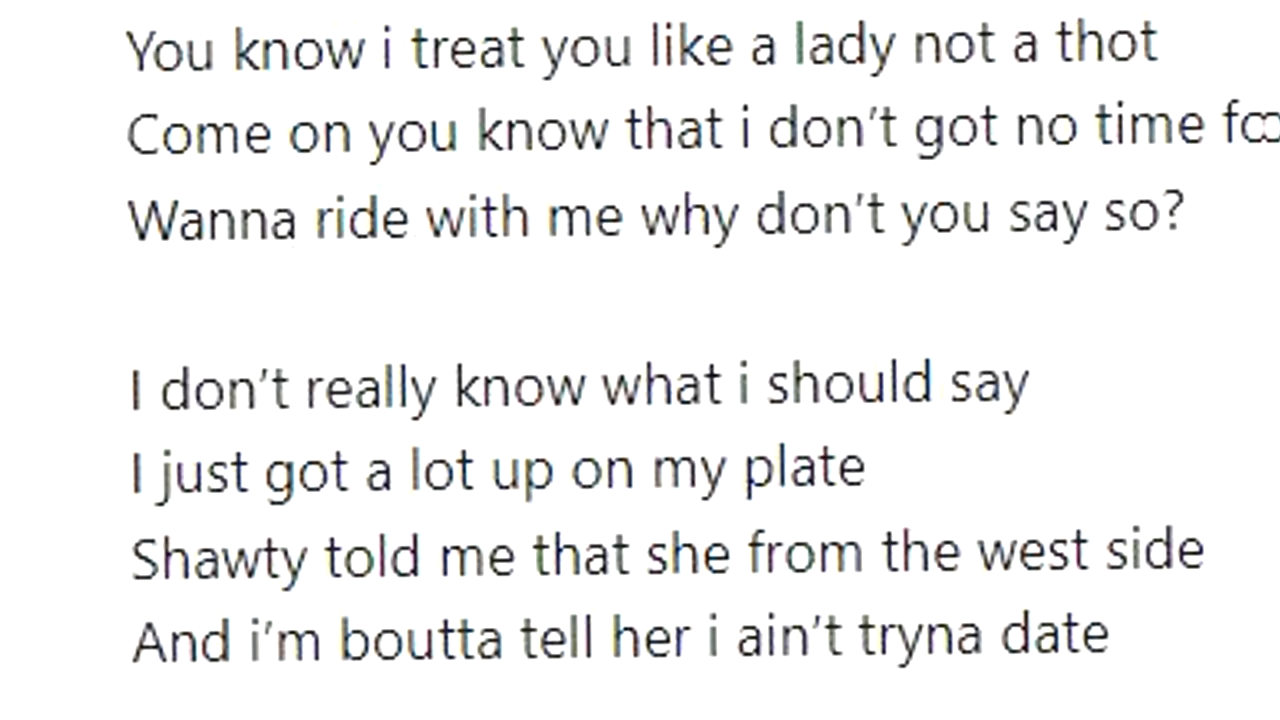 You know i treat you like a lady not a thot
Come on you know that i don't got no time
Wanna ride with me why don't you say so?
I don't really know what i should say
I just got a lot up on my plate
Shawty told me that she from the west side
And i'm boutta tell her i ain't tryna date